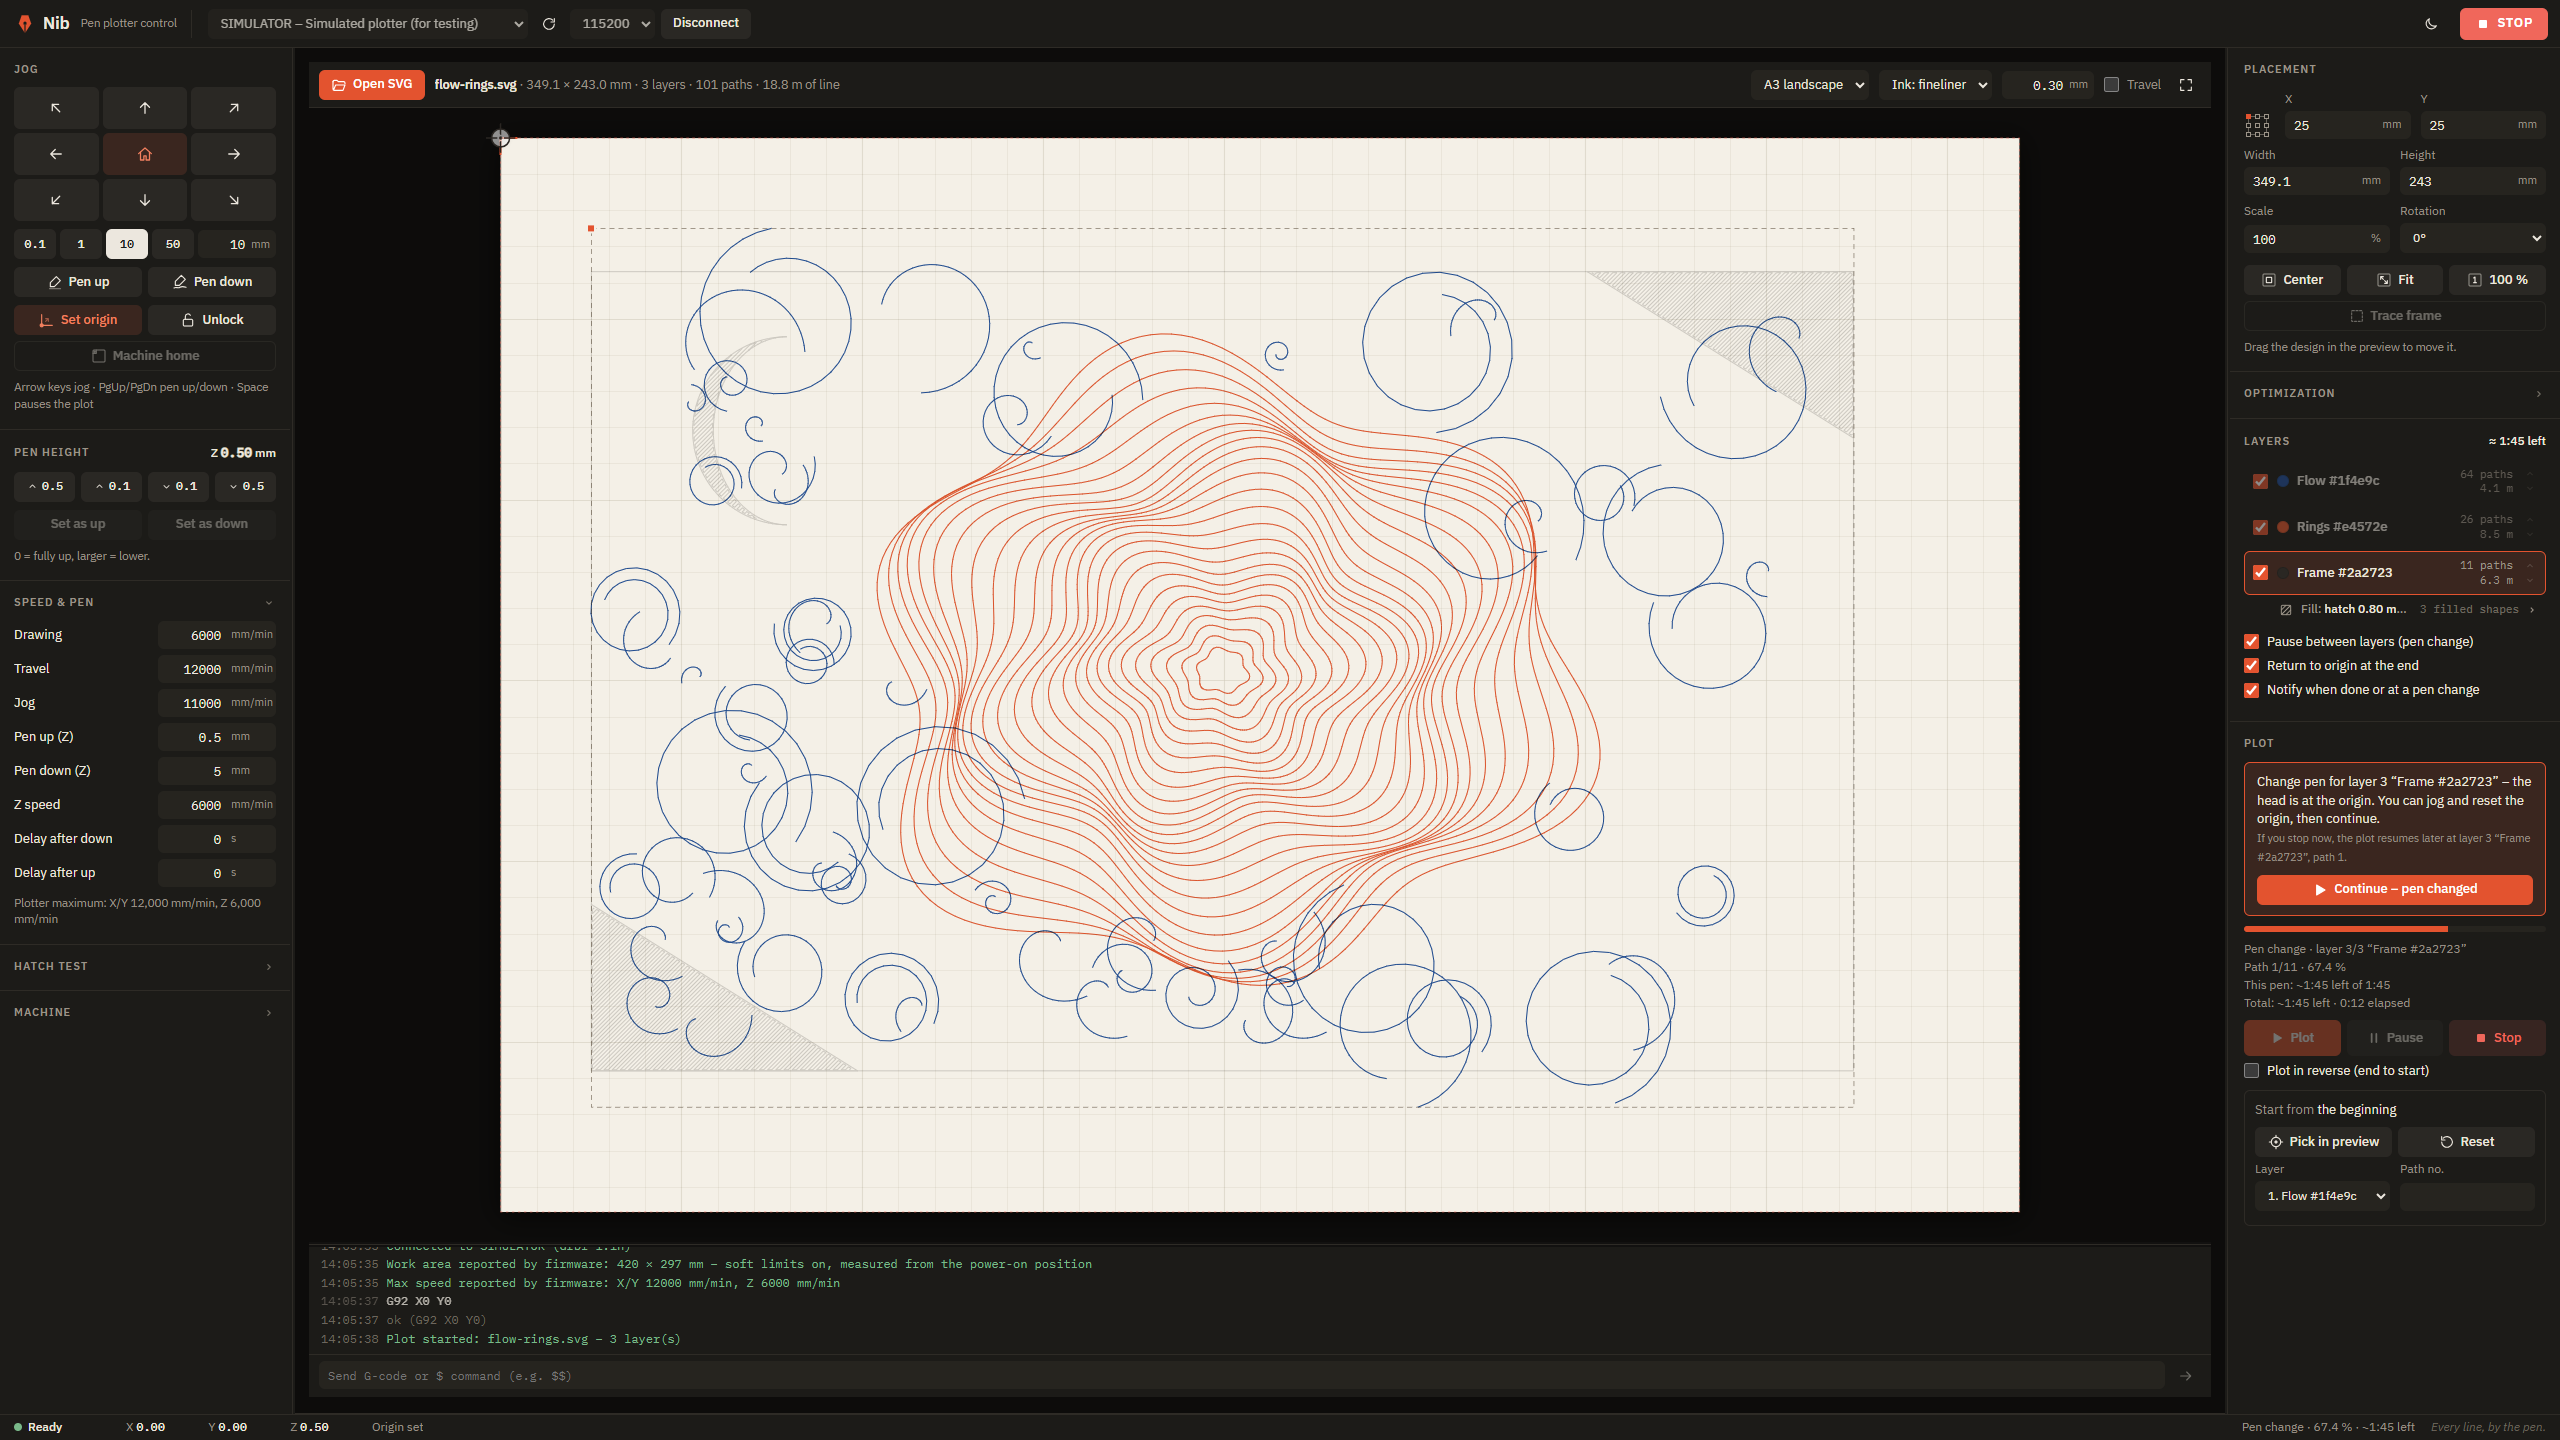 Nib Pen plotter control SIMULATOR – Simulated plotter (for testing) 115200 Disconnect STOP
JOG
0.1 1 10 50 10 mm
Pen up Pen down
Set origin Unlock
Machine home
Arrow keys jog · PgUp/PgDn pen up/down · Space
pauses the plot
PEN HEIGHT Z 0.50 mm
0.5 0.1 0.1 0.5
Set as up Set as down
0 = fully up, larger = lower.
SPEED & PEN
Drawing 6000 mm/min
Travel 12000 mm/min
Jog 11000 mm/min
Pen up (Z) 0.5 mm
Pen down (Z) 5 mm
Z speed 6000 mm/min
Delay after down 0 s
Delay after up 0 s
Plotter maximum: X/Y 12,000 mm/min, Z 6,000
mm/min
HATCH TEST
MACHINE
Open SVG flow-rings.svg · 349.1 × 243.0 mm · 3 layers · 101 paths · 18.8 m of line A3 landscape Ink: fineliner 0.30 mm Travel
14:05:35 Connected to SIMULATOR (Grbl 1.1h)
14:05:35 Work area reported by firmware: 420 × 297 mm – soft limits on, measured from the power-on position
14:05:35 Max speed reported by firmware: X/Y 12000 mm/min, Z 6000 mm/min
14:05:37 G92 X0 Y0
14:05:37 ok (G92 X0 Y0)
14:05:38 Plot started: flow-rings.svg – 3 layer(s)
Send G-code or $ command (e.g. $$)
PLACEMENT
X Y
25 mm 25 mm
Width Height
349.1 mm 243 mm
Scale Rotation
100 % 0°
Center Fit 1 100 %
Trace frame
Drag the design in the preview to move it.
OPTIMIZATION
LAYERS ≈ 1:45 left
Flow #1f4e9c 64 paths
4.1 m
Rings #e4572e 26 paths
8.5 m
Frame #2a2723 11 paths
6.3 m
Fill: hatch 0.80 m... 3 filled shapes
Pause between layers (pen change)
Return to origin at the end
Notify when done or at a pen change
PLOT
Change pen for layer 3 “Frame #2a2723” – the
head is at the origin. You can jog and reset the
origin, then continue.
If you stop now, the plot resumes later at layer 3 “Frame
#2a2723”, path 1.
Continue – pen changed
Pen change · layer 3/3 “Frame #2a2723”
Path 1/11 · 67.4 %
This pen: ~1:45 left of 1:45
Total: ~1:45 left · 0:12 elapsed
Plot Pause Stop
Plot in reverse (end to start)
Start from the beginning
Pick in preview Reset
Layer Path no.
1. Flow #1f4e9c
Ready X 0.00 Y 0.00 Z 0.50 Origin set Pen change · 67.4 % · ~1:45 left Every line, by the pen.